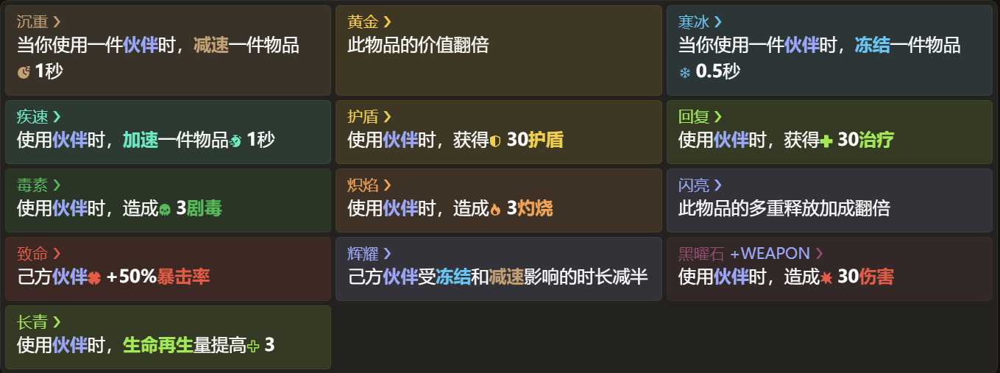 沉重
当你使用一件伙伴时，减速一件物品
1秒
黄金
此物品的价值翻倍
寒冰
当你使用一件伙伴时，冻结一件物品
0.5秒
疾速
使用伙伴时，加速一件物品 1秒
护盾
使用伙伴时，获得 30护盾
回复
使用伙伴时，获得 30治疗
毒素
使用伙伴时，造成 3剧毒
炽焰
使用伙伴时，造成 3灼烧
闪亮
此物品的多重释放加成翻倍
致命
己方伙伴 +50%暴击率
辉耀
己方伙伴受冻结和减速影响的时长减半
黑曜石 +WEAPON
使用伙伴时，造成 30伤害
长青
使用伙伴时，生命再生量提高 3